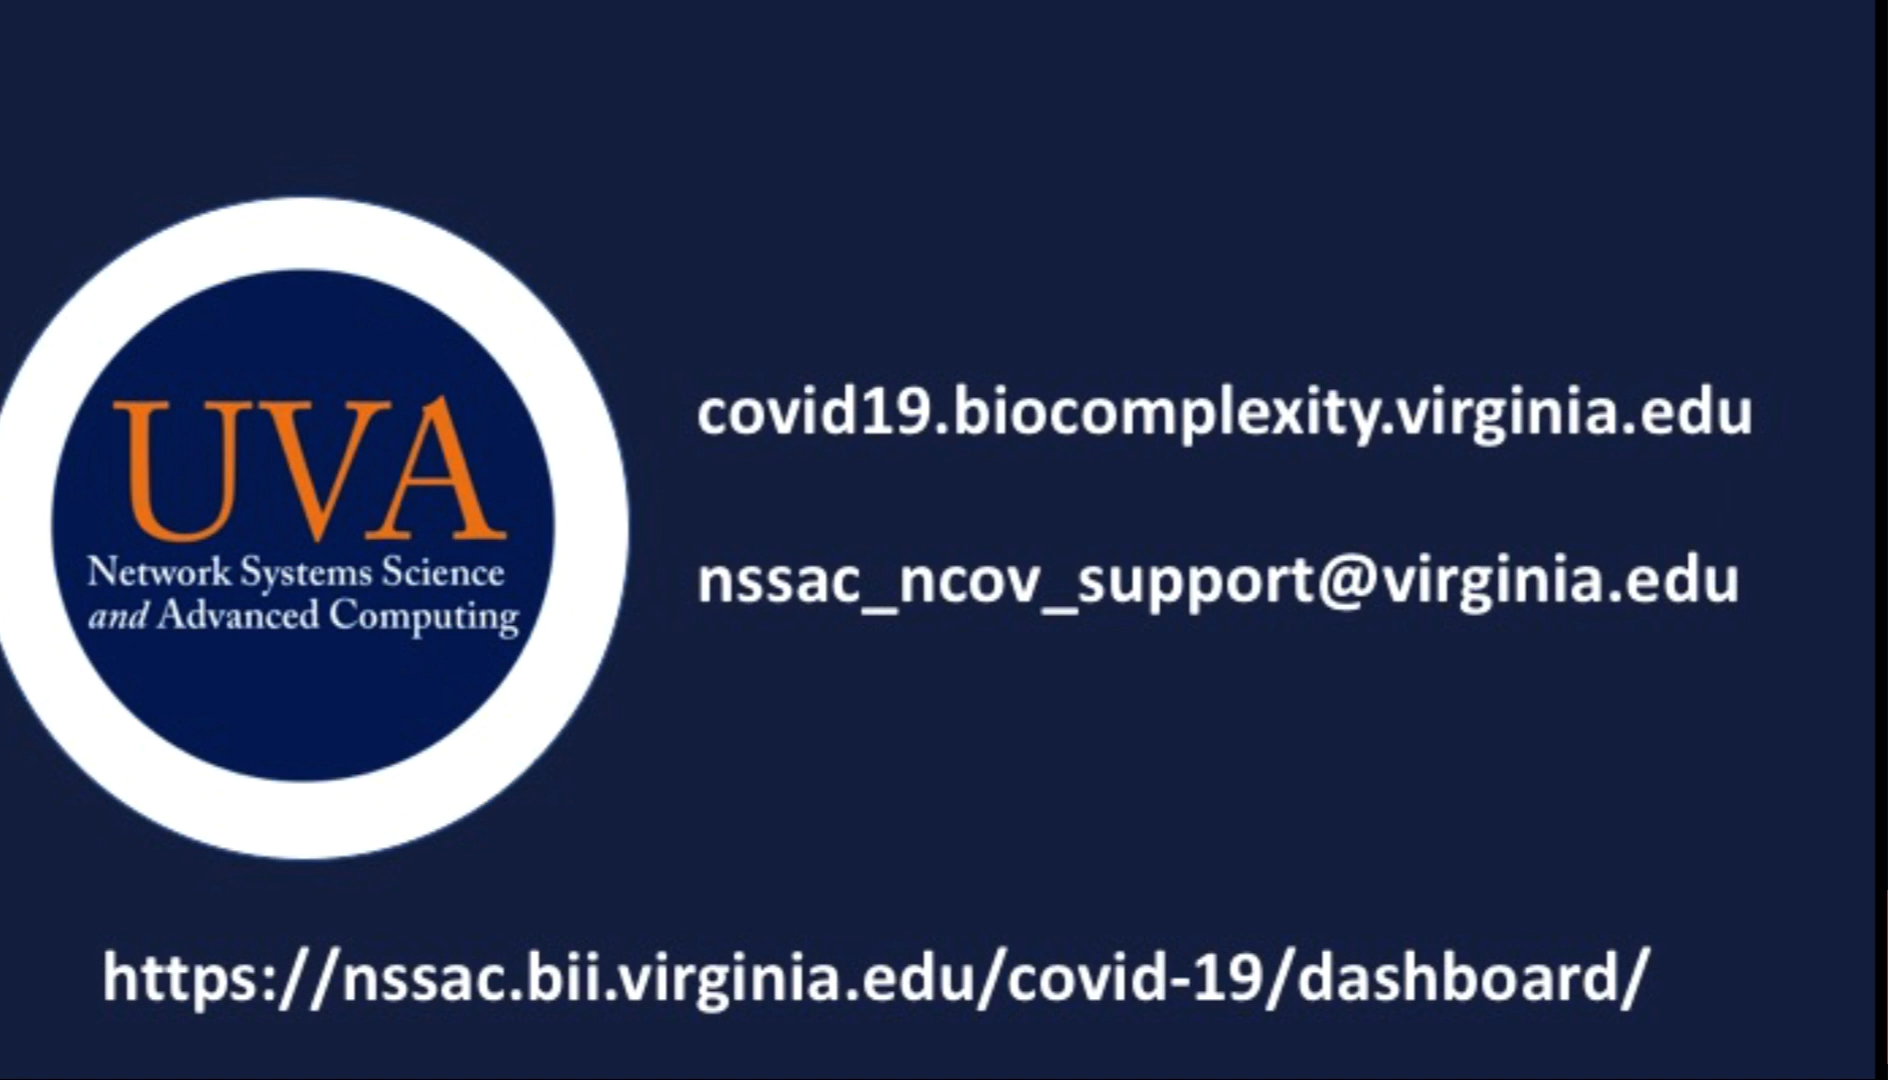 UVA
Network Systems Science
and Advanced Computing
covid19.biocomplexity.virginia.edu
nssac_ncov_support@virginia.edu
https://nssac.bii.virginia.edu/covid-19/dashboard/